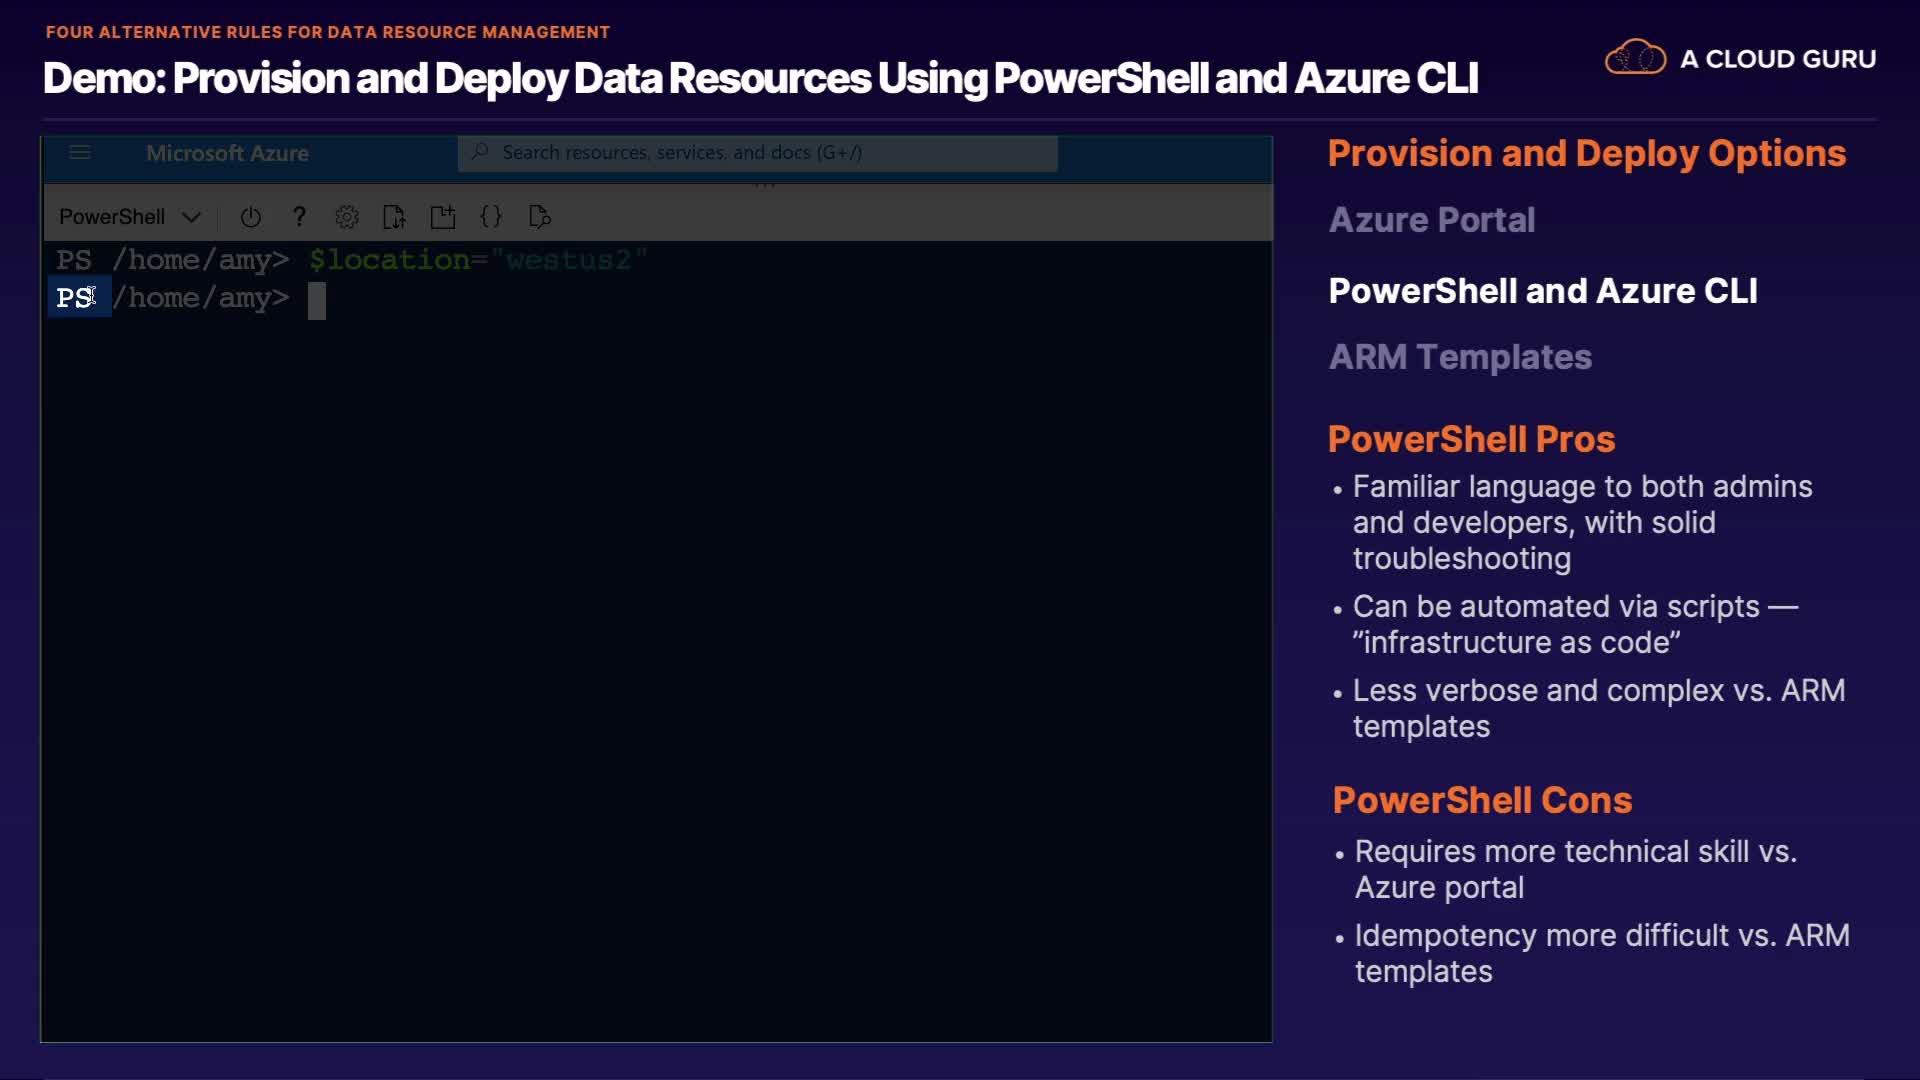 FOUR ALTERNATIVE RULES FOR DATA RESOURCE MANAGEMENT
Demo: Provision and Deploy Data Resources Using PowerShell and Azure CLI
A CLOUD GURU
Microsoft Azure
Search resources, services, and docs (G+/)
PowerShell
PS /home/amy> $location="westus2"
PS /home/amy>
Provision and Deploy Options
Azure Portal
PowerShell and Azure CLI
ARM Templates
PowerShell Pros
• Familiar language to both admins
and developers, with solid
troubleshooting
• Can be automated via scripts —
”infrastructure as code”
• Less verbose and complex vs. ARM
templates
PowerShell Cons
• Requires more technical skill vs.
Azure portal
• Idempotency more difficult vs. ARM
templates